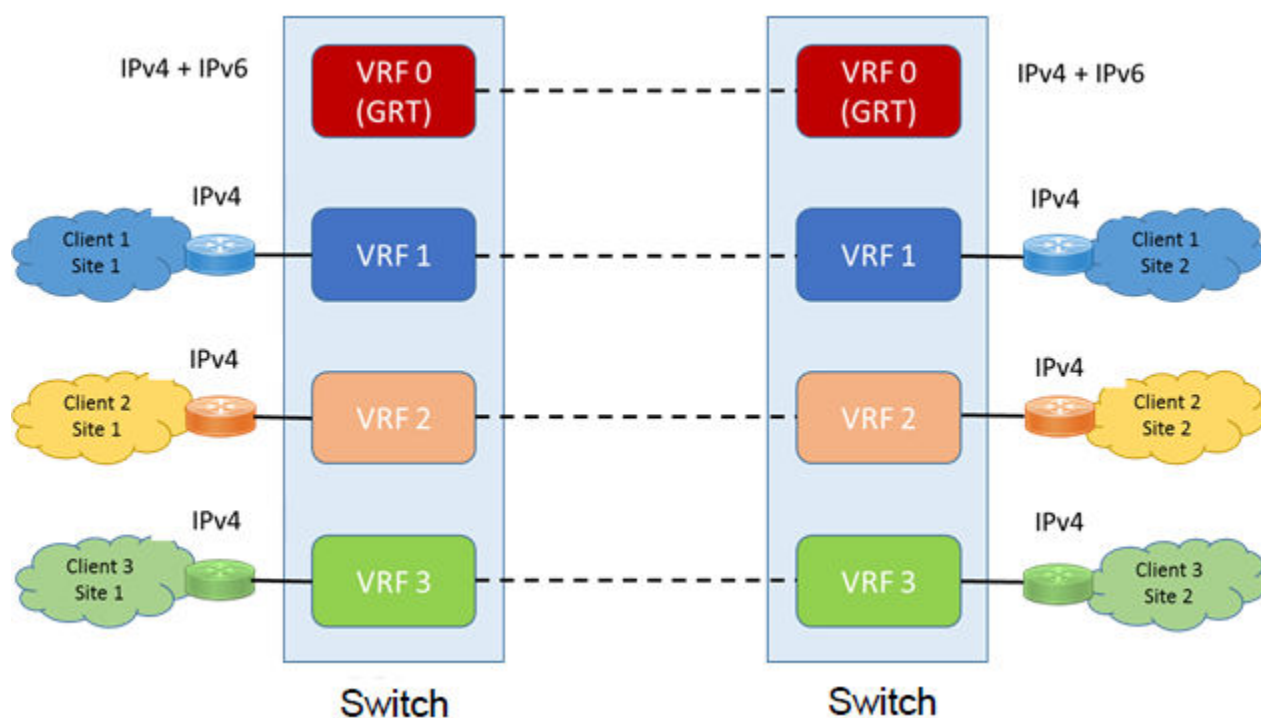 IPv4 + IPv6
VRF 0
(GRT)
VRF 0
(GRT)
IPv4 + IPv6
IPv4
IPv4
Client 1
Site 1
VRF 1
VRF 1
Client 1
Site 2
IPv4
IPv4
Client 2
Site 1
VRF 2
VRF 2
Client 2
Site 2
IPv4
IPv4
Client 3
Site 1
VRF 3
VRF 3
Client 3
Site 2
Switch
Switch